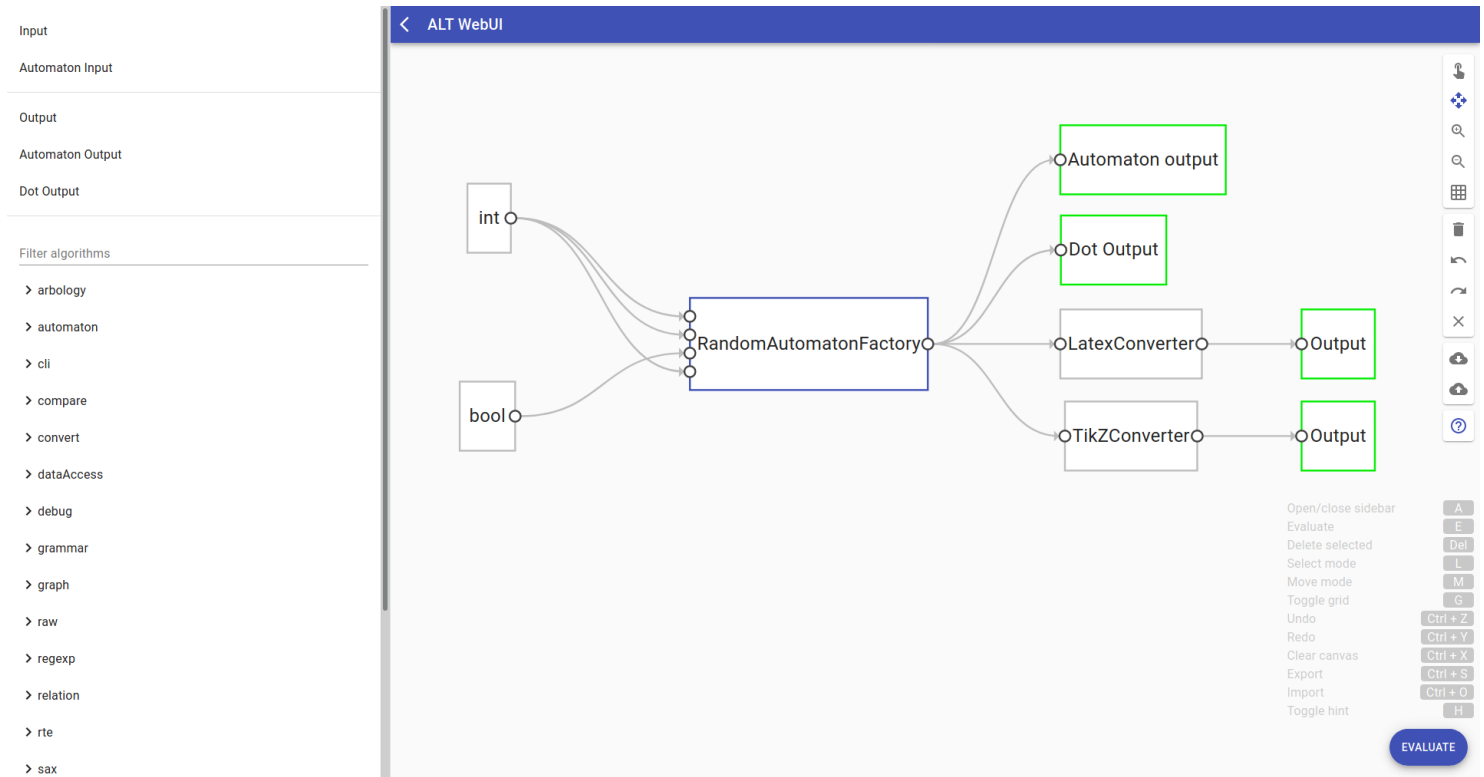 Input
Automaton Input
Output
Automaton Output
Dot Output
Filter algorithms
arbology
automaton
cli
compare
convert
dataAccess
debug
grammar
graph
raw
regexp
relation
rte
sax
ALT WebUI
int
bool
RandomAutomatonFactory
Automaton output
Dot Output
LatexConverter
Output
TikZConverter
Output
Open/close sidebar A
Evaluate E
Delete selected Del
Select mode L
Move mode M
Toggle grid G
Undo Ctrl + Z
Redo Ctrl + Y
Clear canvas Ctrl + X
Export Ctrl + S
Import Ctrl + O
Toggle hint H
EVALUATE